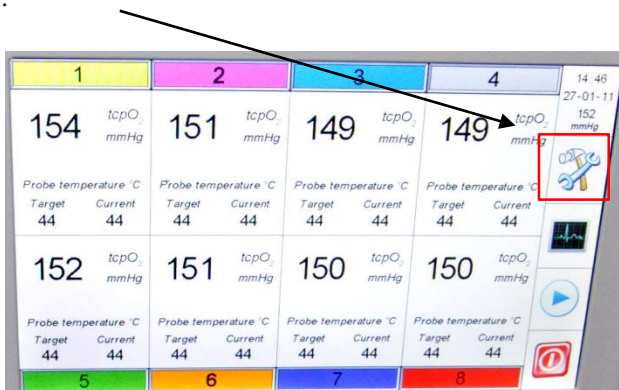 .
1 2 3 4 14:46
27-01-11
154 tcpO2 mmHg 151 tcpO2 mmHg 149 tcpO2 mmHg 149 tcpO2 mmHg 152 mmHg
Probe temperature °C Probe temperature °C Probe temperature °C Probe temperature °C
Target Current Target Current Target Current Target Current
44 44 44 44 44 44 44 44
152 tcpO2 mmHg 151 tcpO2 mmHg 150 tcpO2 mmHg 150 tcpO2 mmHg
Probe temperature °C Probe temperature °C Probe temperature °C Probe temperature °C
Target Current Target Current Target Current Target Current
44 44 44 44 44 44 44 44
5 6 7 8